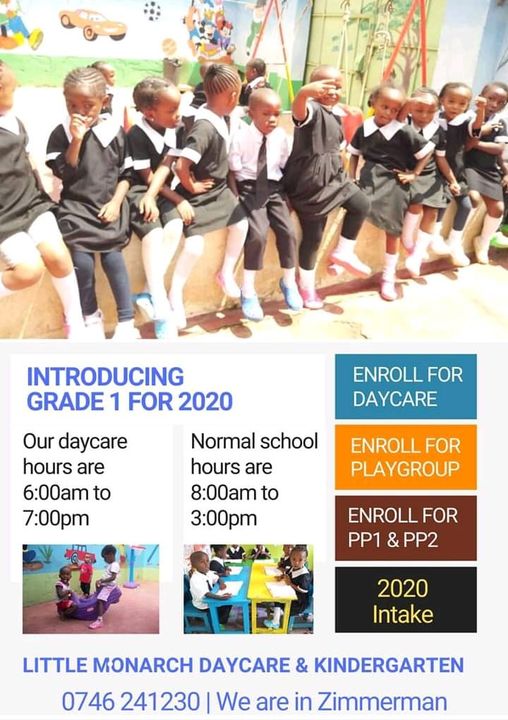 INTRODUCING
GRADE 1 FOR 2020
Our daycare
hours are
6:00am to
7:00pm
Normal school
hours are
8:00am to
3:00pm
ENROLL FOR
DAYCARE
ENROLL FOR
PLAYGROUP
ENROLL FOR
PP1 & PP2
2020
Intake
LITTLE MONARCH DAYCARE & KINDERGARTEN
0746 241230 | We are in Zimmerman